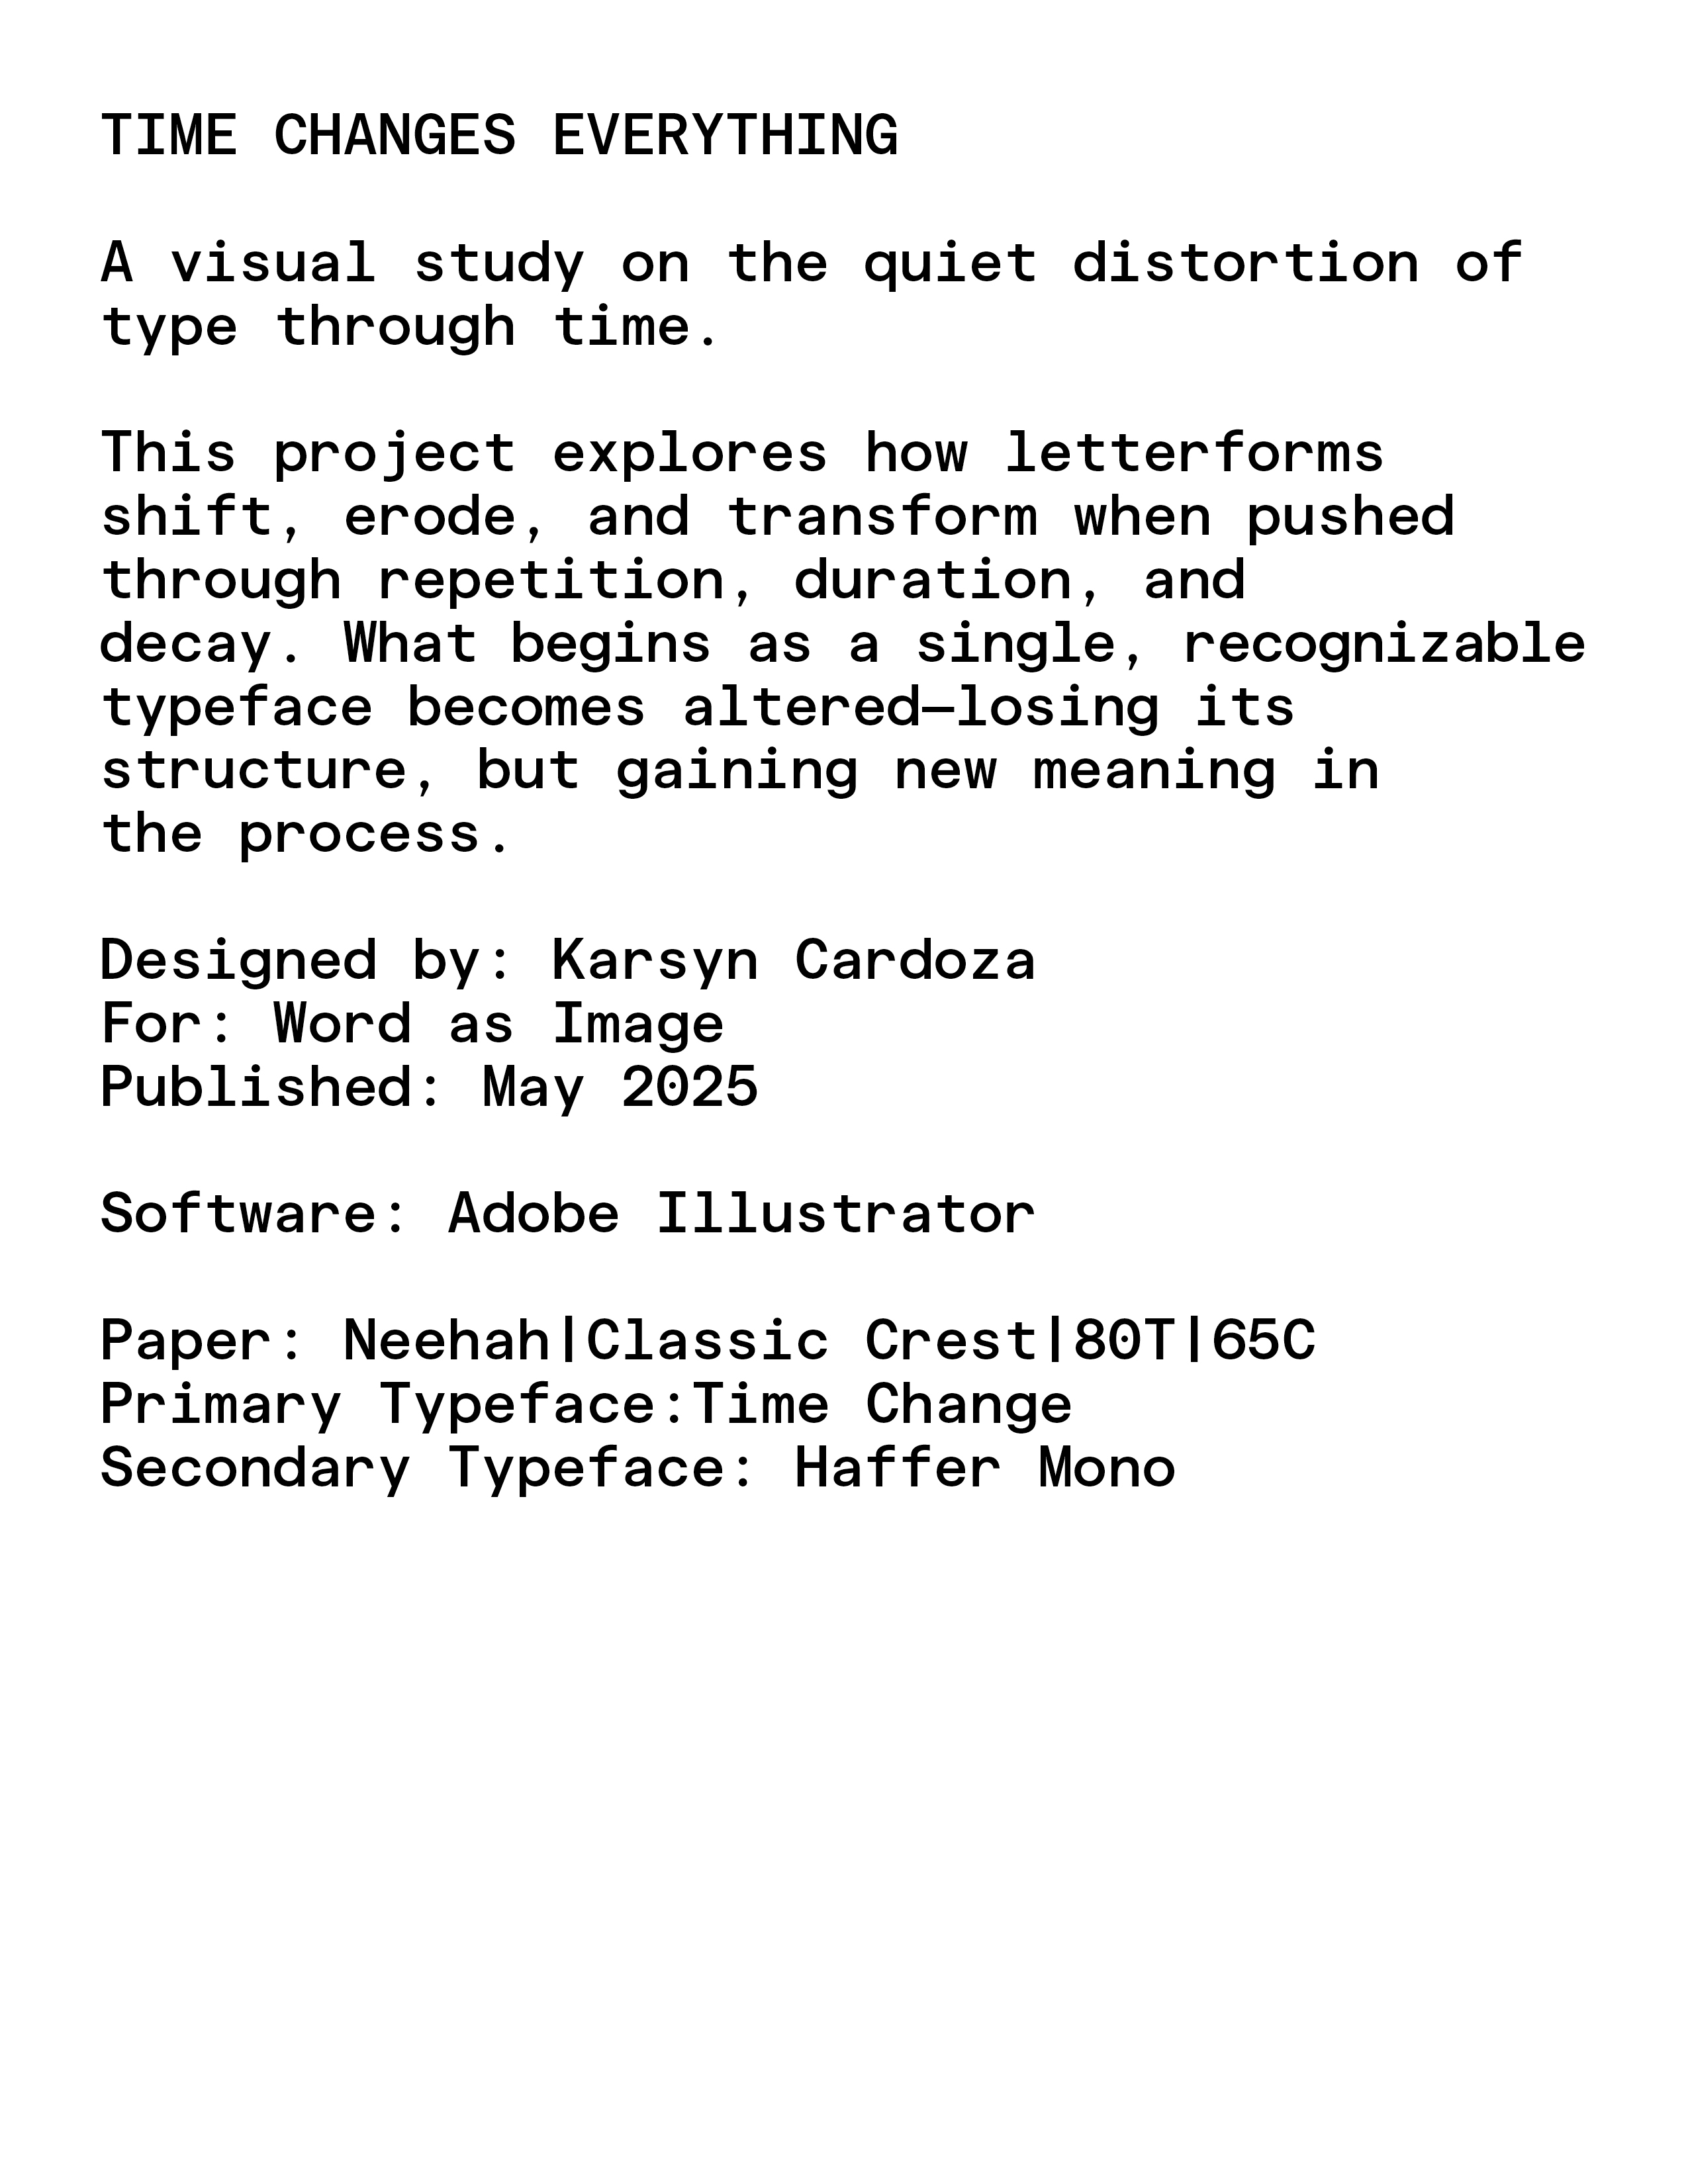 TIME CHANGES EVERYTHING
A visual study on the quiet distortion of
type through time.
This project explores how letterforms
shift, erode, and transform when pushed
through repetition, duration, and
decay. What begins as a single, recognizable
typeface becomes altered—losing its
structure, but gaining new meaning in
the process.
Designed by: Karsyn Cardoza
For: Word as Image
Published: May 2025
Software: Adobe Illustrator
Paper: Neehah|Classic Crest|80T|65C
Primary Typeface:Time Change
Secondary Typeface: Haffer Mono